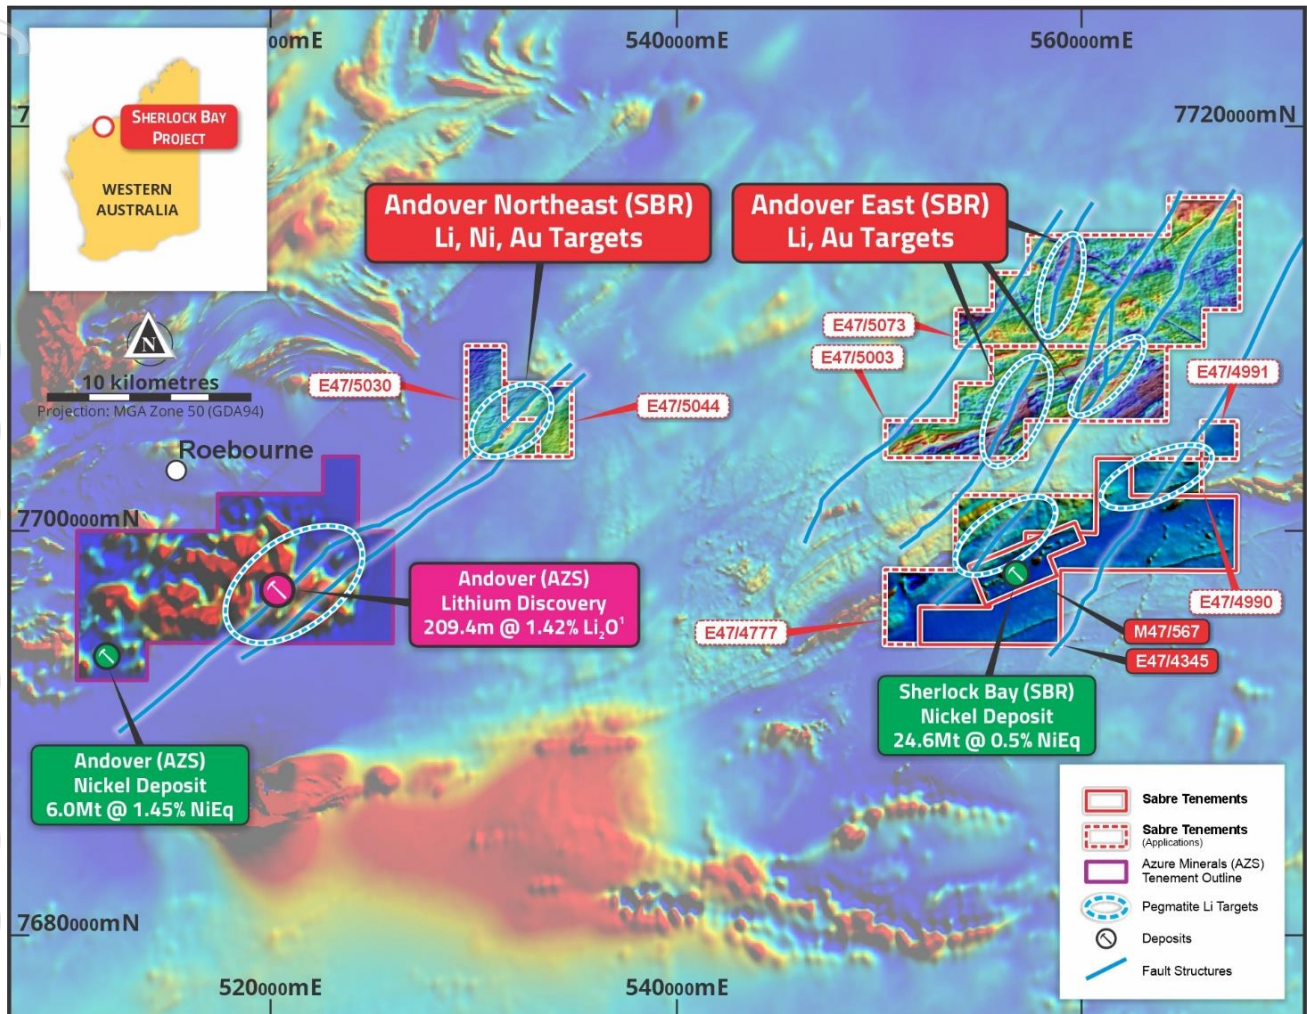 000mE
540000mE
560000mE
7
7720000mN
SHERLOCK BAY
PROJECT
WESTERN
AUSTRALIA
Andover Northeast (SBR)
Li, Ni, Au Targets
Andover East (SBR)
Li, Au Targets
N
10 kilometres
Projection: MGA Zone 50 (GDA94)
E47/5073
E47/5003
E47/4991
E47/5030
E47/5044
Roebourne
7700000mN
Andover (AZS)
Lithium Discovery
209.4m @ 1.42% Li₂O¹
E47/4777
E47/4990
M47/567
E47/4345
Sherlock Bay (SBR)
Nickel Deposit
24.6Mt @ 0.5% NiEq
Andover (AZS)
Nickel Deposit
6.0Mt @ 1.45% NiEq
Sabre Tenements
Sabre Tenements
(Applications)
Azure Minerals (AZS)
Tenement Outline
Pegmatite Li Targets
Deposits
Fault Structures
7680000mN
520000mE
540000mE